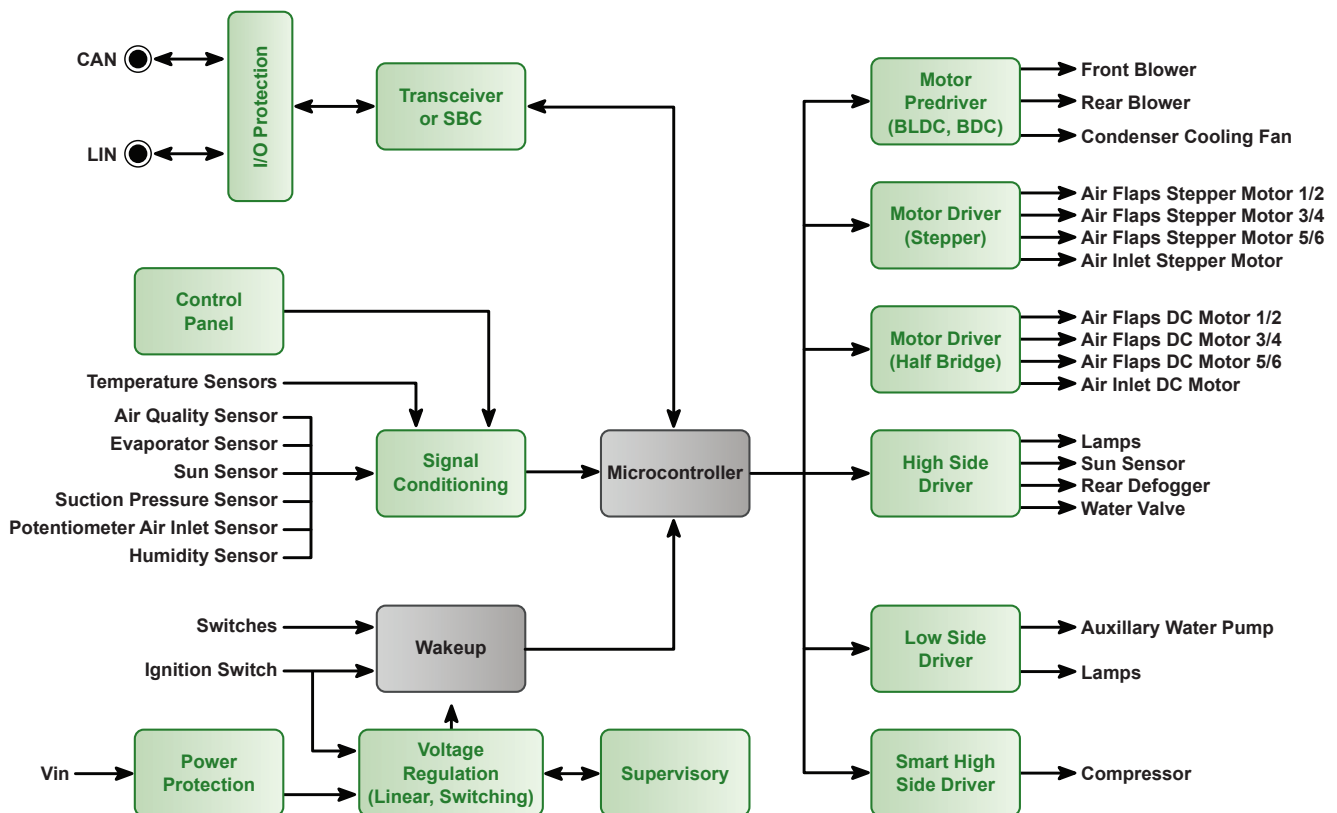 CAN
LIN
I/O Protection
Transceiver
or SBC
Control
Panel
Temperature Sensors
Air Quality Sensor
Evaporator Sensor
Sun Sensor
Suction Pressure Sensor
Potentiometer Air Inlet Sensor
Humidity Sensor
Signal
Conditioning
Microcontroller
Switches
Ignition Switch
Wakeup
Vin
Power
Protection
Voltage
Regulation
(Linear, Switching)
Supervisory
Motor
Predriver
(BLDC, BDC)
Front Blower
Rear Blower
Condenser Cooling Fan
Motor Driver
(Stepper)
Air Flaps Stepper Motor 1/2
Air Flaps Stepper Motor 3/4
Air Flaps Stepper Motor 5/6
Air Inlet Stepper Motor
Motor Driver
(Half Bridge)
Air Flaps DC Motor 1/2
Air Flaps DC Motor 3/4
Air Flaps DC Motor 5/6
Air Inlet DC Motor
High Side
Driver
Lamps
Sun Sensor
Rear Defogger
Water Valve
Low Side
Driver
Auxillary Water Pump
Lamps
Smart High
Side Driver
Compressor